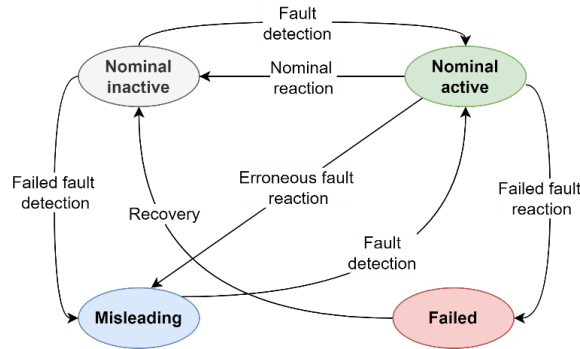 Fault
detection
Nominal
inactive
Nominal
reaction
Nominal
active
Failed fault
detection
Erroneous fault
reaction
Failed fault
reaction
Recovery
Fault
detection
Misleading
Failed